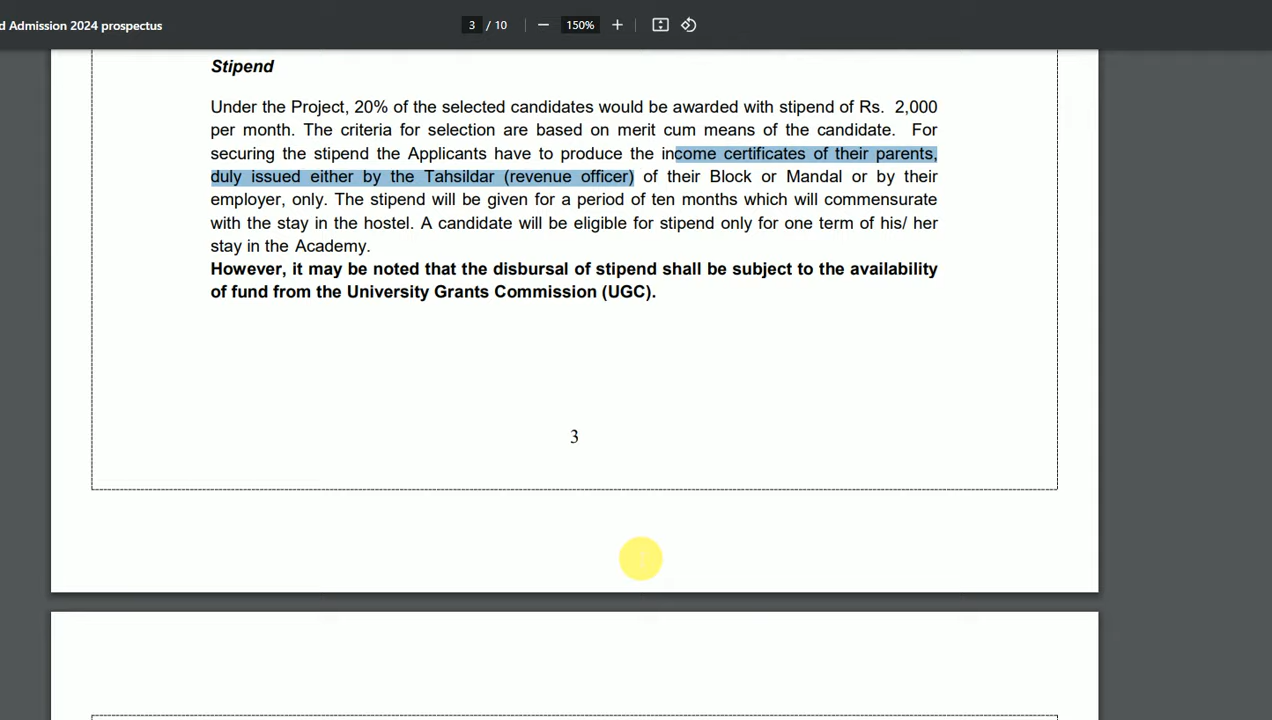 d Admission 2024 prospectus
3 / 10 150%
Stipend
Under the Project, 20% of the selected candidates would be awarded with stipend of Rs. 2,000
per month. The criteria for selection are based on merit cum means of the candidate. For
securing the stipend the Applicants have to produce the income certificates of their parents,
duly issued either by the Tahsildar (revenue officer) of their Block or Mandal or by their
employer, only. The stipend will be given for a period of ten months which will commensurate
with the stay in the hostel. A candidate will be eligible for stipend only for one term of his/ her
stay in the Academy.
However, it may be noted that the disbursal of stipend shall be subject to the availability
of fund from the University Grants Commission (UGC).
3